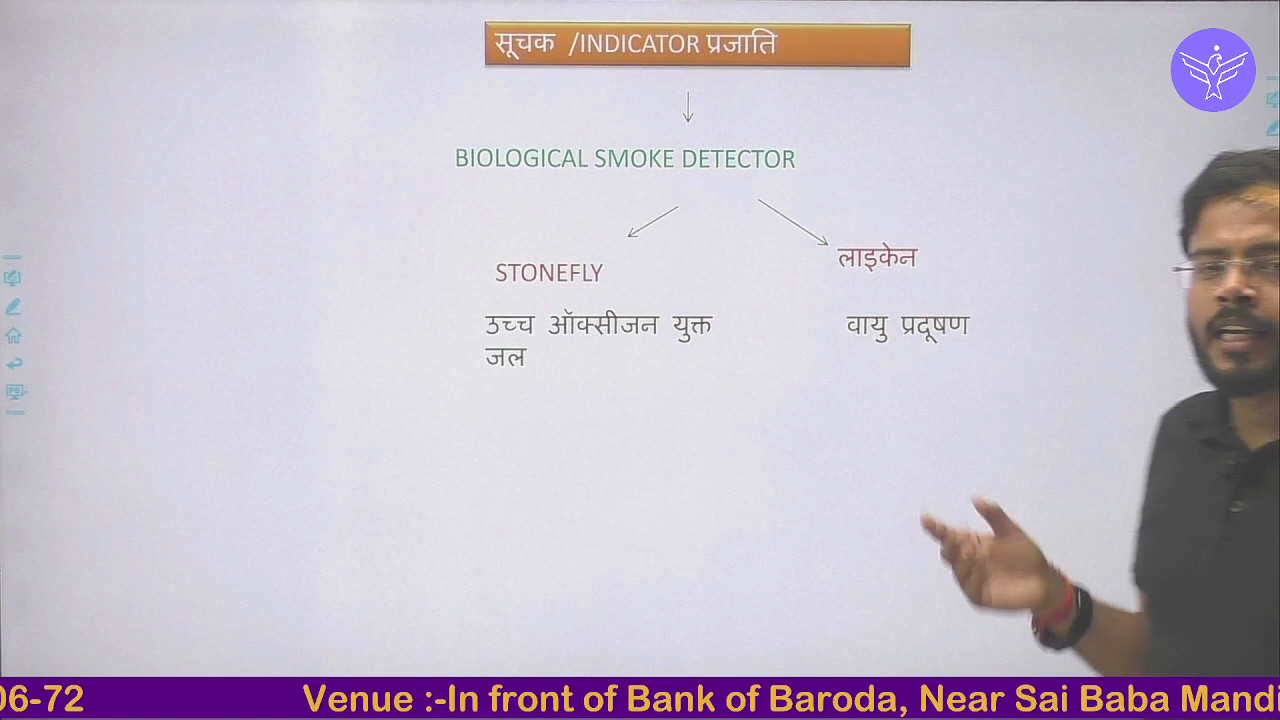 सूचक /INDICATOR प्रजाति
BIOLOGICAL SMOKE DETECTOR
STONEFLY
लाइकेन
उच्च ऑक्सीजन युक्त
जल
वायु प्रदूषण
06-72 Venue :-In front of Bank of Baroda, Near Sai Baba Mandi